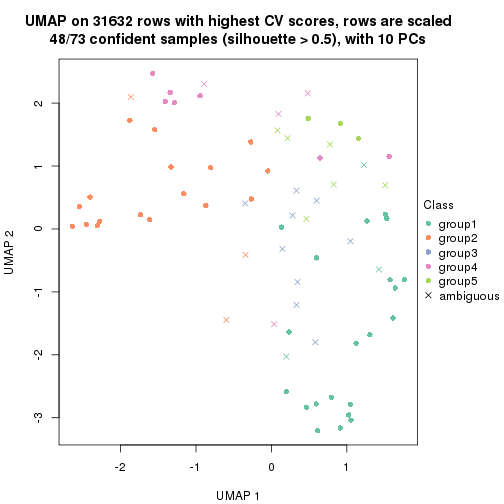 UMAP on 31632 rows with highest CV scores, rows are scaled
48/73 confident samples (silhouette > 0.5), with 10 PCs
2
1
0
-1
-2
-3
UMAP 2
-2
-1
0
1
UMAP 1
Class
group1
group2
group3
group4
group5
ambiguous